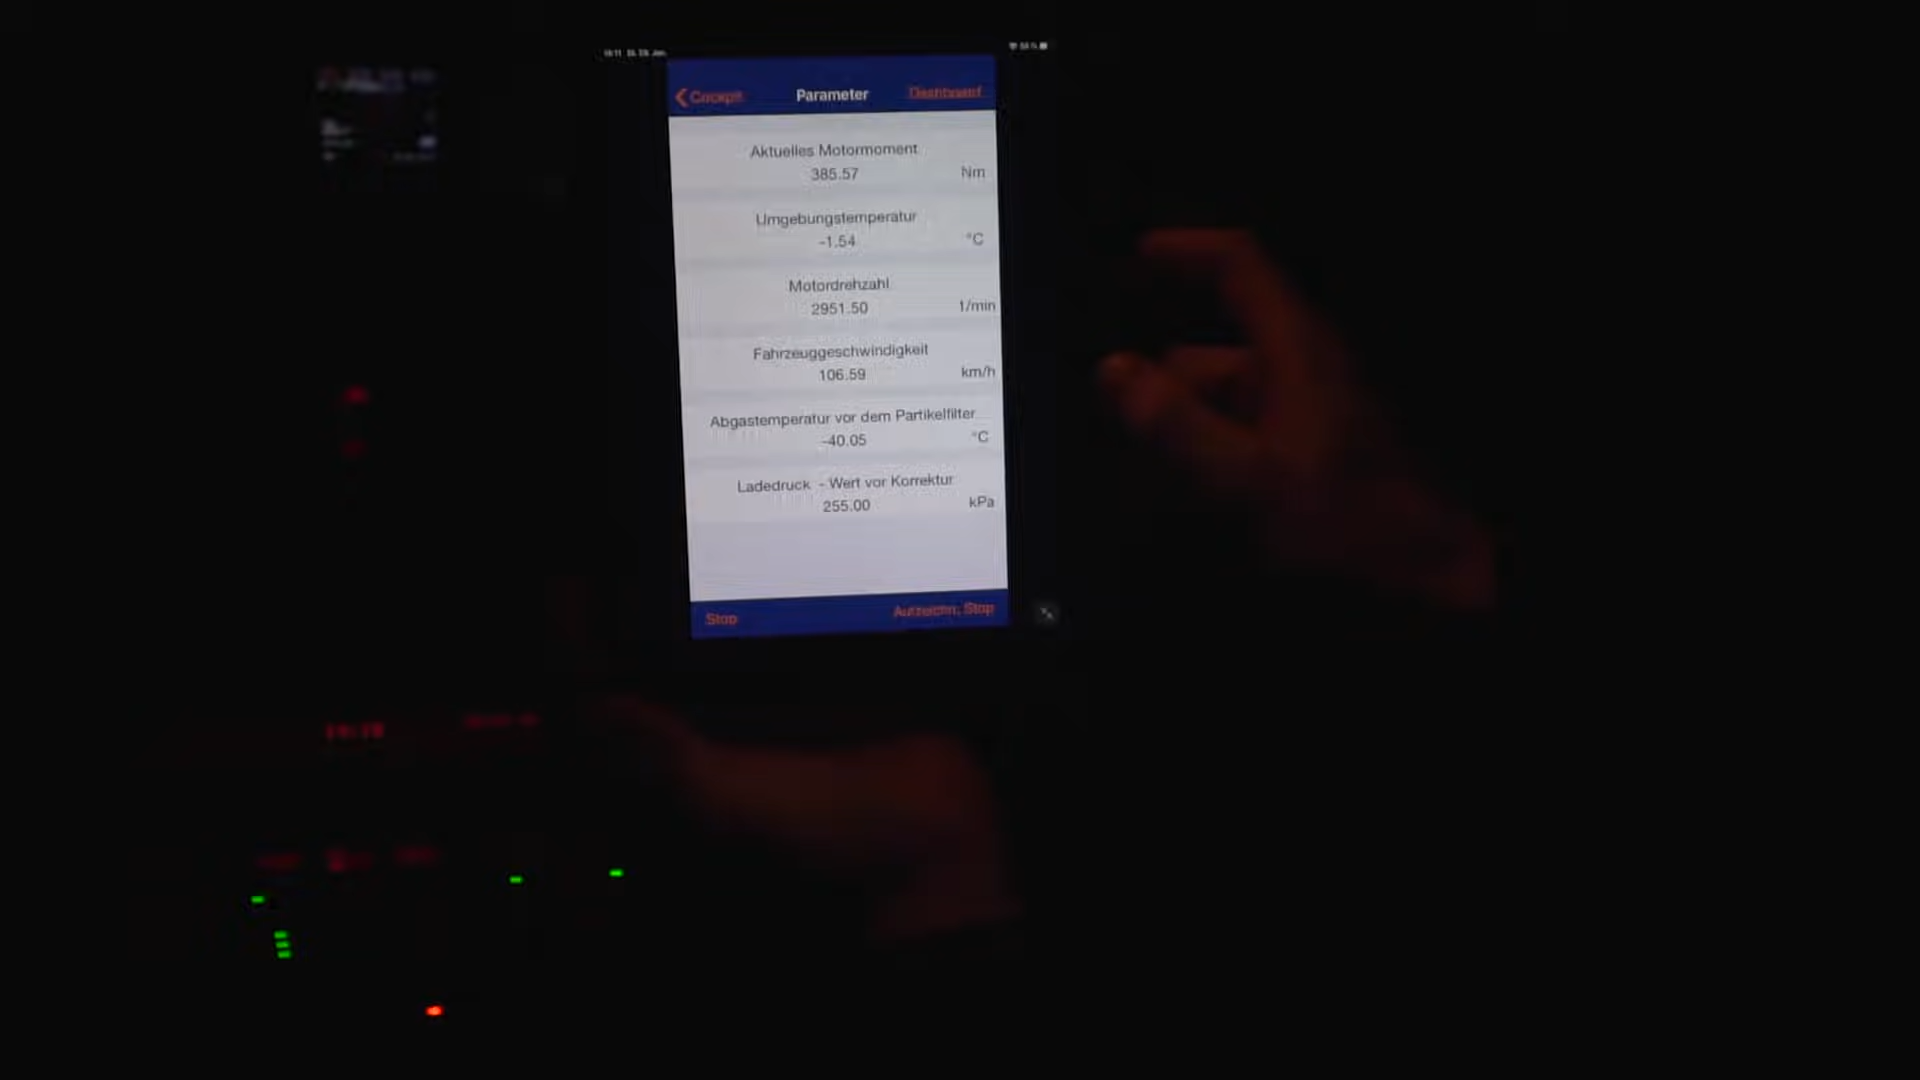 Cockpit
Parameter
Dashboard
Aktuelles Motormoment
385.57 Nm
Umgebungstemperatur
-1.54 °C
Motordrehzahl
2951.50 1/min
Fahrzeuggeschwindigkeit
106.59 km/h
Abgastemperatur vor dem Partikelfilter
-40.05 °C
Ladedruck - Wert vor Korrektur
255.00 kPa
Stop
Aufzeichn. Stop